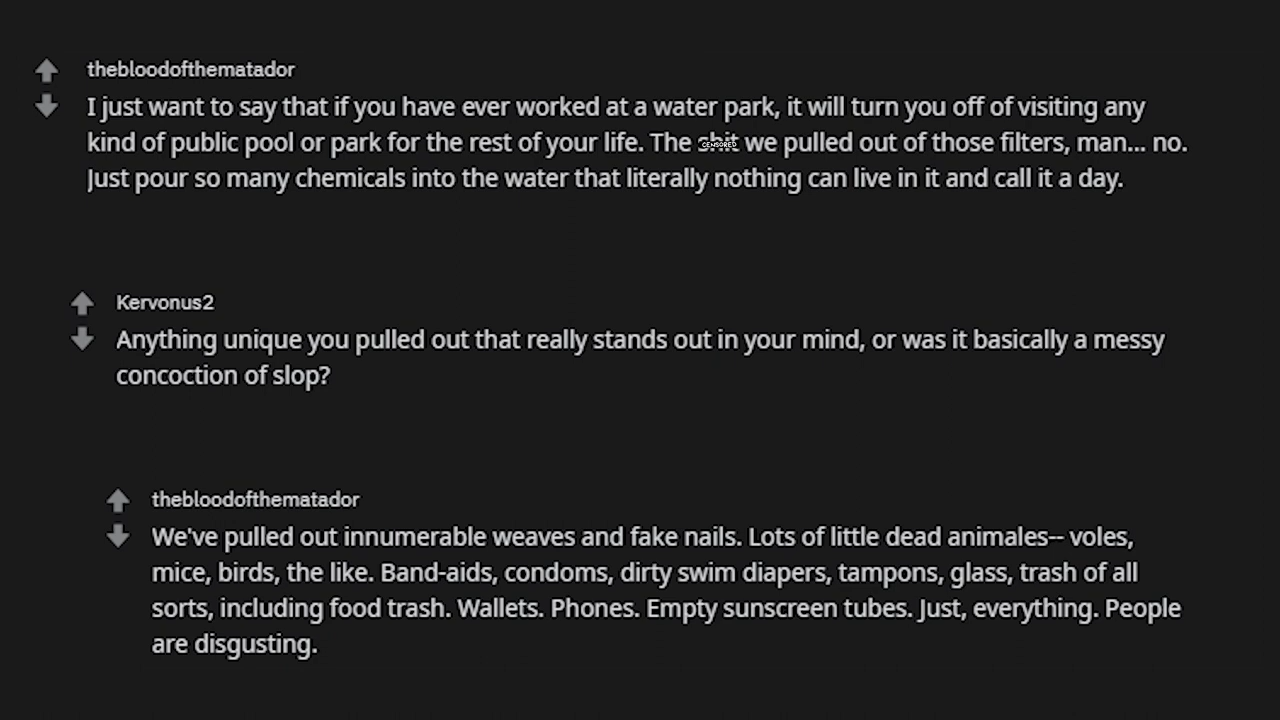 thebloodofthematador
I just want to say that if you have ever worked at a water park, it will turn you off of visiting any
kind of public pool or park for the rest of your life. The shit we pulled out of those filters, man... no.
Just pour so many chemicals into the water that literally nothing can live in it and call it a day.
Kervonus2
Anything unique you pulled out that really stands out in your mind, or was it basically a messy
concoction of slop?
thebloodofthematador
We've pulled out innumerable weaves and fake nails. Lots of little dead animales-- voles,
mice, birds, the like. Band-aids, condoms, dirty swim diapers, tampons, glass, trash of all
sorts, including food trash. Wallets. Phones. Empty sunscreen tubes. Just, everything. People
are disgusting.